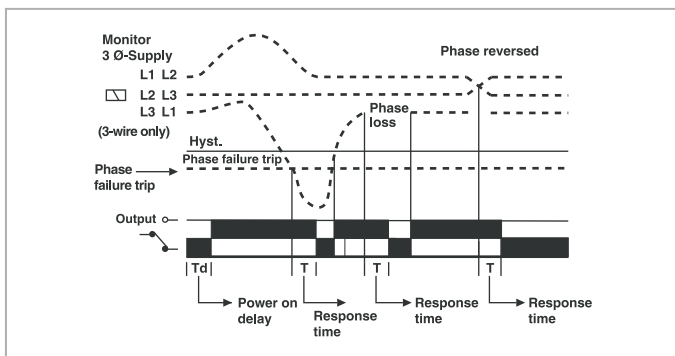 Monitor
3 Ø-Supply
Phase reversed
L1 L2
L2 L3
L3 L1
Phase
loss
(3-wire only)
Hyst.
Phase failure trip
Phase
failure trip
Output
Td
T
T
T
Power on
delay
Response
time
Response
time
Response
time